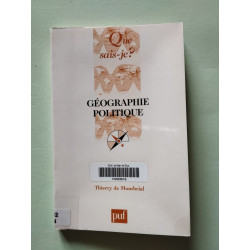 Que
sais-je?
GÉOGRAPHIE
POLITIQUE
Thierry de Montbrial
puf